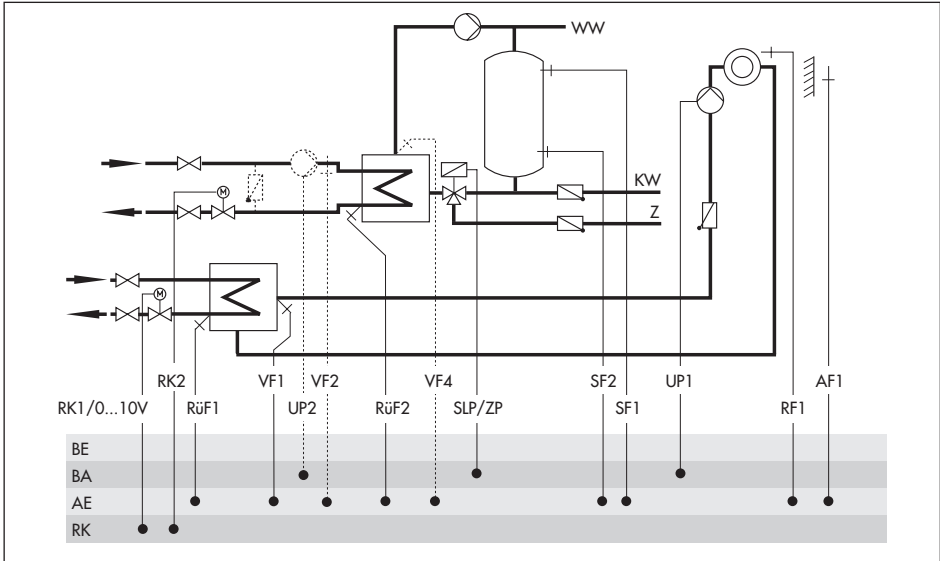 WW
KW
Z
M
M
RK2 VF1 VF2 VF4 SF2 UP1 AF1
RK1/0...10V RüF1 UP2 RüF2 SLP/ZP SF1 RF1
BE
BA
AE
RK